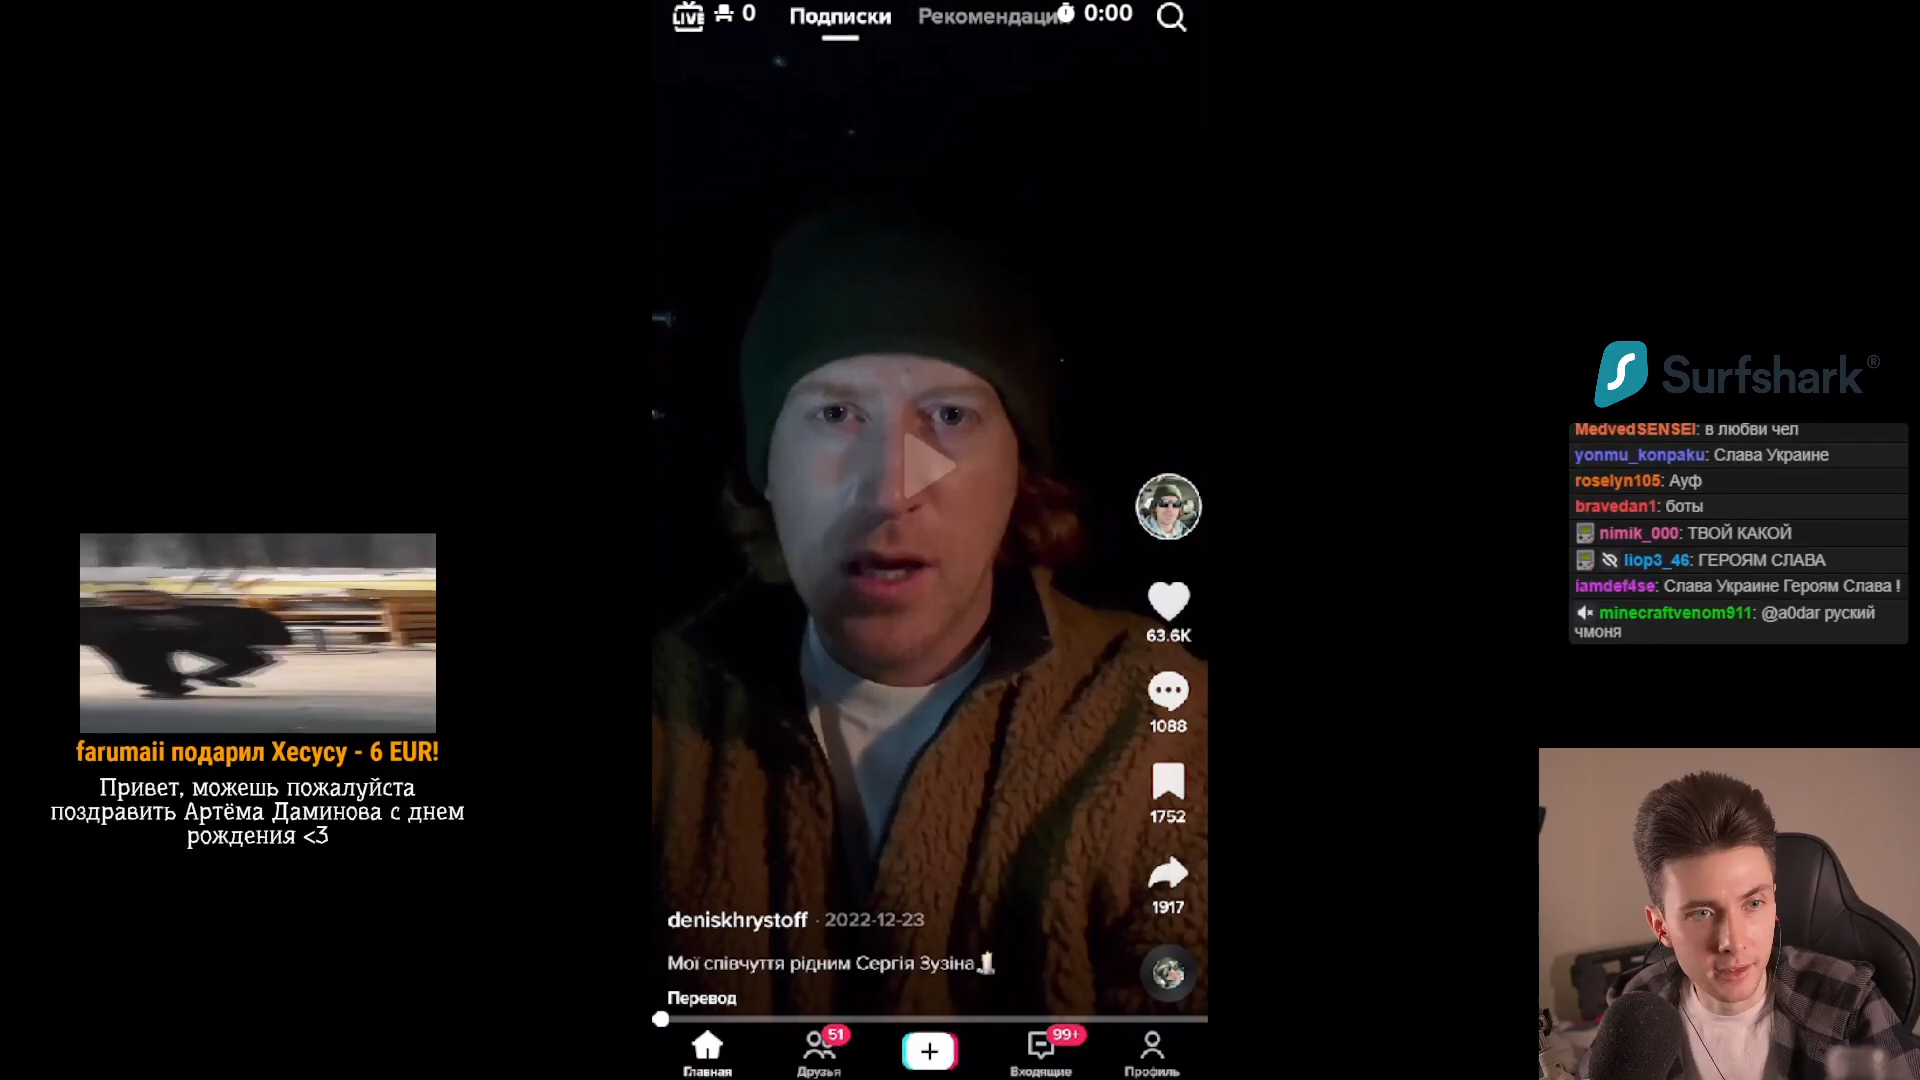 LIVE
0
Подписки
Рекомендаци
0:00
Surfshark®
MedvedSENSEI: в любви чел
yonmu_konpaku: Слава Украине
roselyn105: Ауф
bravedan1: боты
nimik_000: ТВОЙ КАКОЙ
liop3_46: ГЕРОЯМ СЛАВА
iamdef4se: Слава Украине Героям Слава !
minecraftvenom911: @a0dar руский
чмоня
63.6K
1088
1752
1917
farumaii подарил Хесусу - 6 EUR!
Привет, можешь пожалуйста
поздравить Артёма Даминова с днем
рождения <3
deniskhrystoff · 2022-12-23
Мої співчуття рідним Сергія Зузіна
Перевод
51
99+
Главная
Друзья
Входящие
Профиль